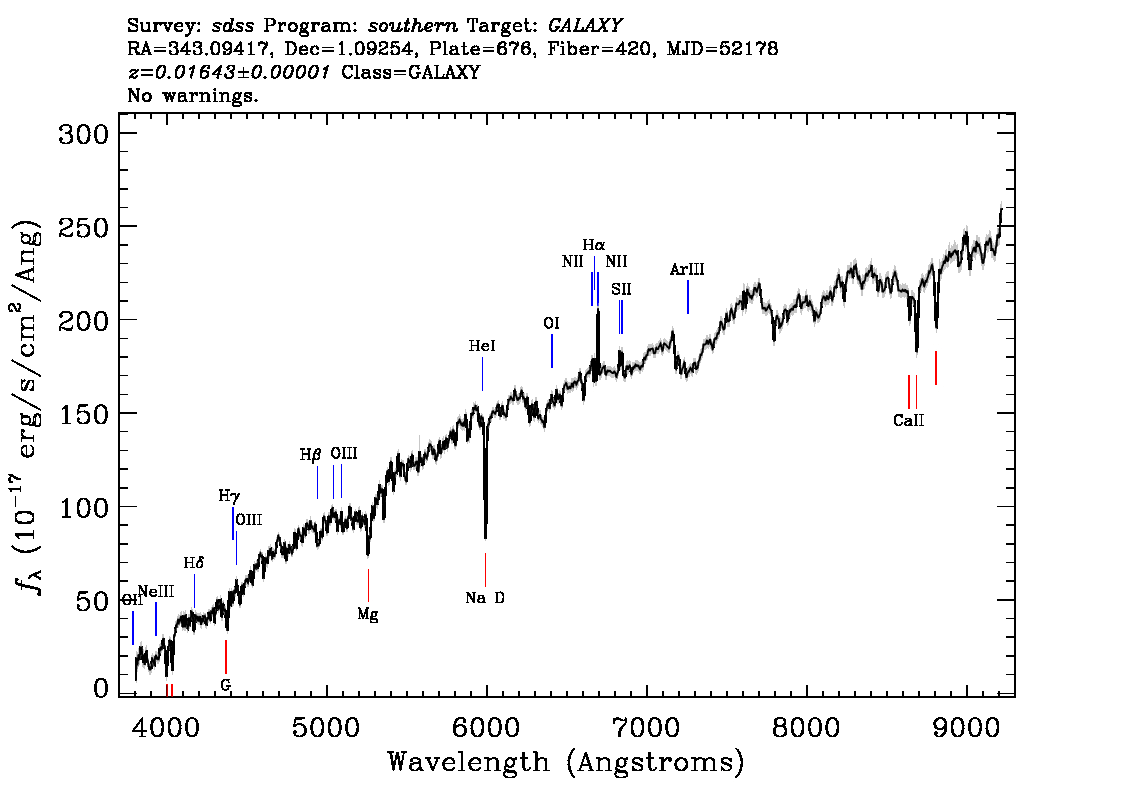 Survey: sdss Program: southern Target: GALAXY
RA=343.09417, Dec=1.09254, Plate=676, Fiber=420, MJD=52178
z=0.01643±0.00001 Class=GALAXY
No warnings.
300
250
200
150
100
50
0
f_λ (10^−17 erg/s/cm^2/Ang)
Hα
NII NII
ArIII
SII
OI
HeI
Hβ OIII
Hγ
OIII
Hδ
OII NeIII
Na D
Mg
G
CaII
4000 5000 6000 7000 8000 9000
Wavelength (Angstroms)